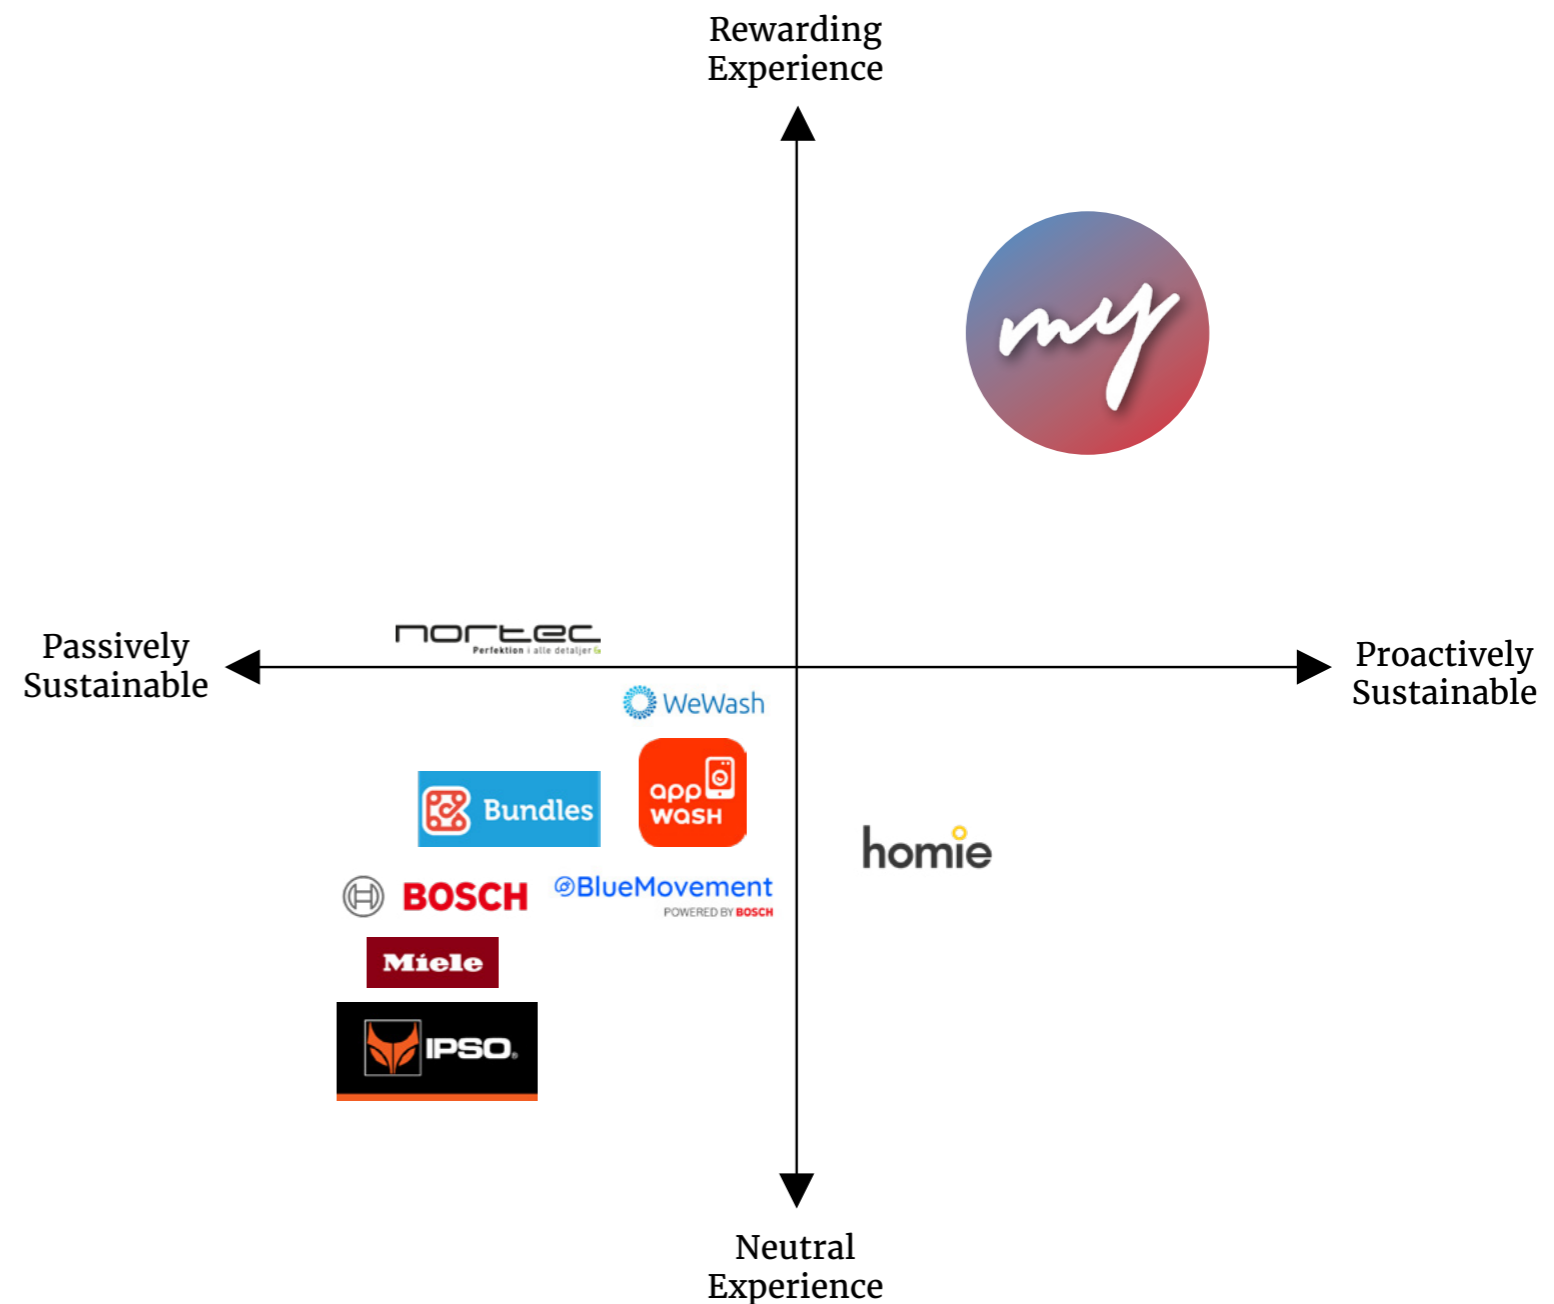 Rewarding
Experience
my
nortec
Perfektion i alle detaljer
Passively
Sustainable
Proactively
Sustainable
WeWash
app
wash
Bundles
homie
BOSCH
BlueMovement
POWERED BY BOSCH
Miele
IPSO®
Neutral
Experience